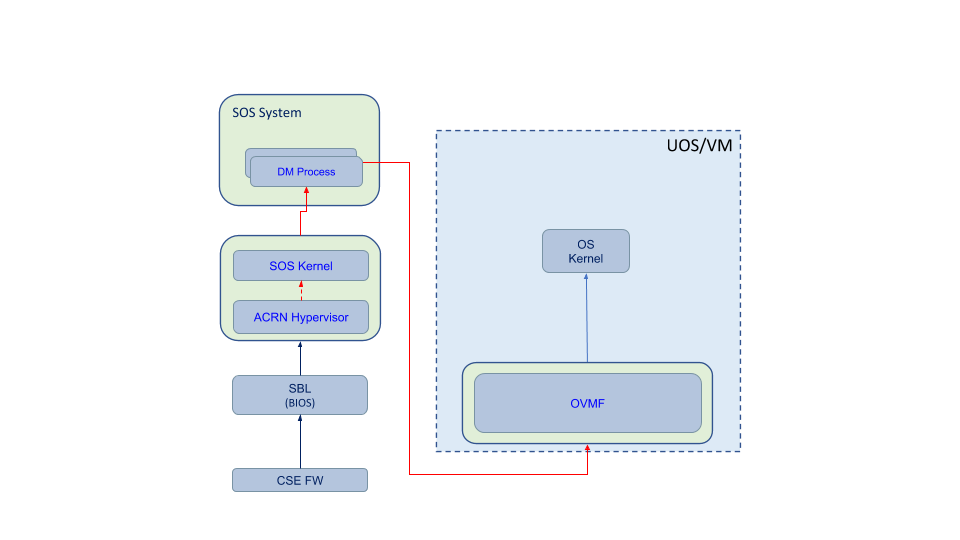 SOS System
DM Process
SOS Kernel
ACRN Hypervisor
SBL
(BIOS)
CSE FW
UOS/VM
OS
Kernel
OVMF